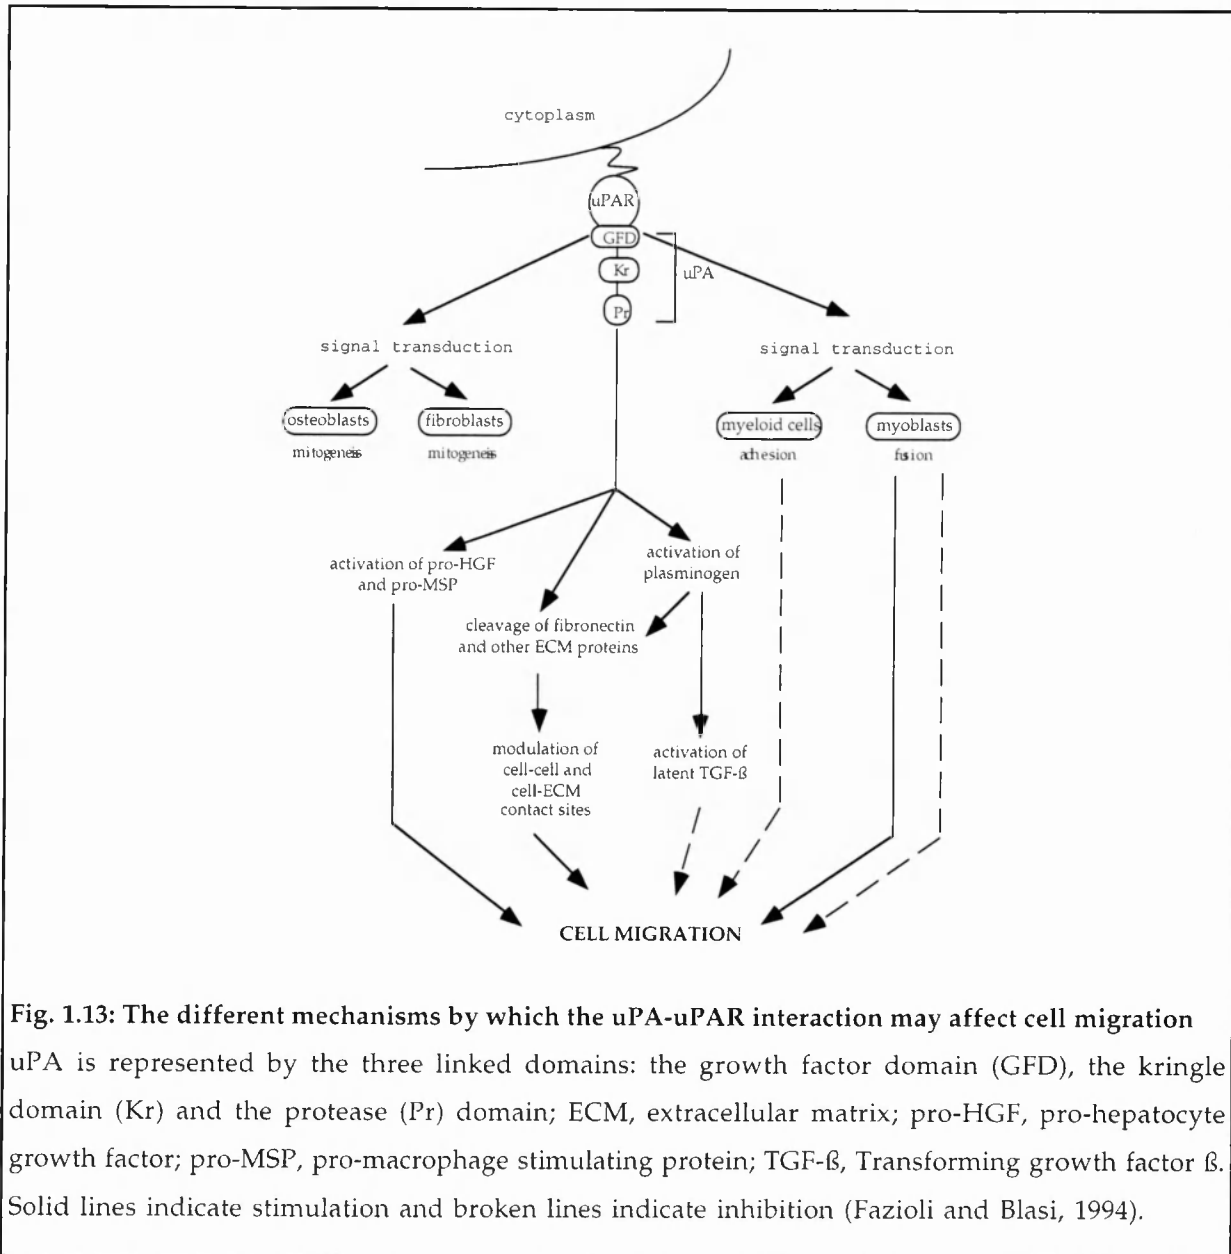 cytoplasm
uPAR
GFD
Kr
uPA
Pr
signal transduction
signal transduction
osteoblasts
fibroblasts
myeloid cells
myoblasts
mitogenesis
mitogenesis
adhesion
fusion
activation of pro-HGF
and pro-MSP
activation of
plasminogen
cleavage of fibronectin
and other ECM proteins
modulation of
cell-cell and
cell-ECM
contact sites
activation of
latent TGF-ß
CELL MIGRATION
Fig. 1.13: The different mechanisms by which the uPA-uPAR interaction may affect cell migration
uPA is represented by the three linked domains: the growth factor domain (GFD), the kringle
domain (Kr) and the protease (Pr) domain; ECM, extracellular matrix; pro-HGF, pro-hepatocyte
growth factor; pro-MSP, pro-macrophage stimulating protein; TGF-ß, Transforming growth factor ß.
Solid lines indicate stimulation and broken lines indicate inhibition (Fazioli and Blasi, 1994).